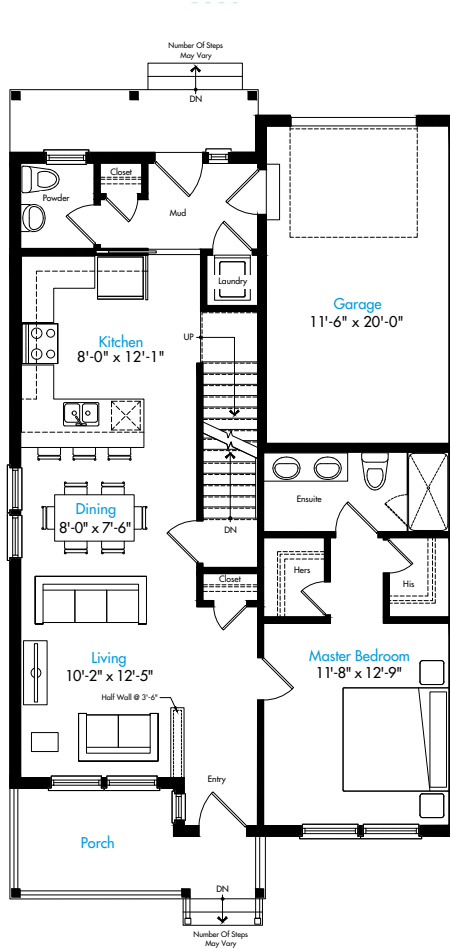 Number Of Steps
May Vary
DN
Closet
Powder
Mud
Laundry
Garage
11'-6" x 20'-0"
UP
Kitchen
8'-0" x 12'-1"
Ensuite
Dining
8'-0" x 7'-6"
DN
Hers
His
Closet
Living
10'-2" x 12'-5"
Master Bedroom
11'-8" x 12'-9"
Half Wall @ 3'-6"
Entry
Porch
DN
Number Of Steps
May Vary